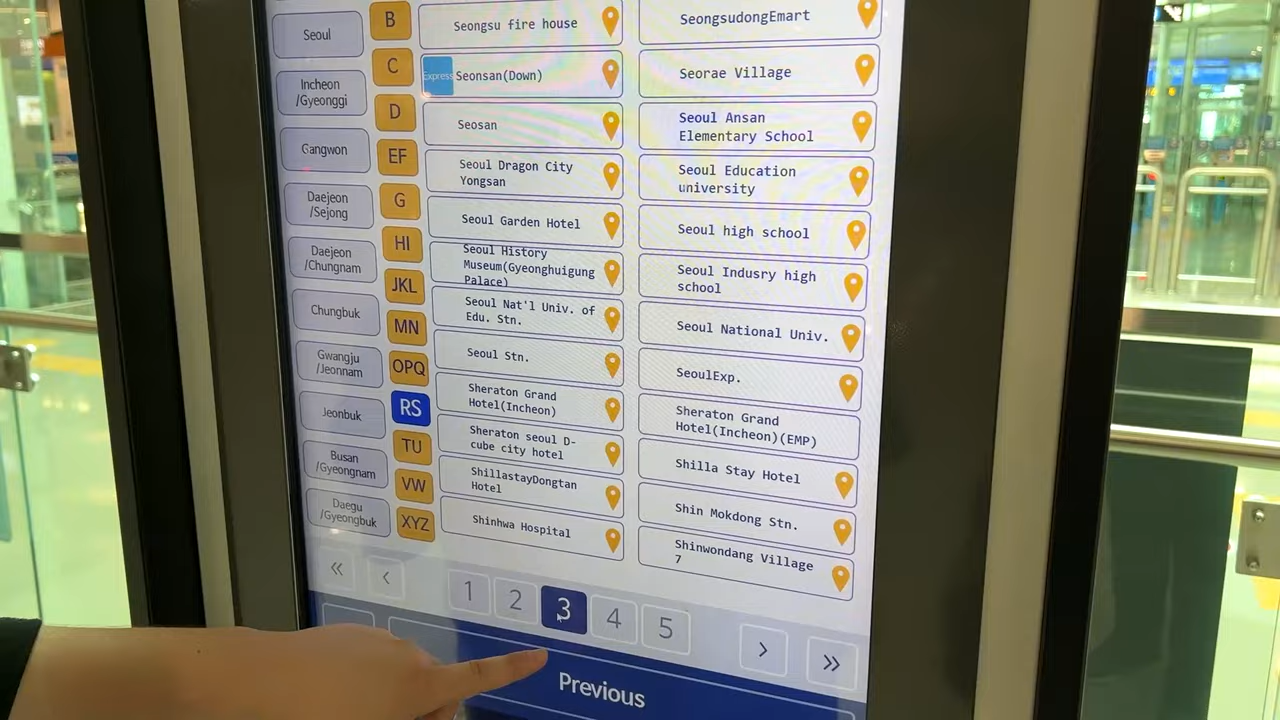 Seoul
Incheon
/Gyeonggi
Gangwon
Daejeon
/Sejong
Daejeon
/Chungnam
Chungbuk
Gwangju
/Jeonnam
Jeonbuk
Busan
/Gyeongnam
Daegu
/Gyeongbuk
B
C
D
EF
G
HI
JKL
MN
OPQ
RS
TU
VW
XYZ
Seongsu fire house
SeongsudongEmart
Express
Seonsan(Down)
Seorae Village
Seosan
Seoul Ansan
Elementary School
Seoul Dragon City
Yongsan
Seoul Education
university
Seoul Garden Hotel
Seoul high school
Seoul History
Museum(Gyeonghuigung
Palace)
Seoul Indusry high
school
Seoul Nat'l Univ. of
Edu. Stn.
Seoul National Univ.
Seoul Stn.
SeoulExp.
Sheraton Grand
Hotel(Incheon)
Sheraton Grand
Hotel(Incheon)(EMP)
Sheraton seoul D-
cube city hotel
Shilla Stay Hotel
ShillastayDongtan
Hotel
Shin Mokdong Stn.
Shinhwa Hospital
Shinwondang Village
7
« ‹ 1 2 3 4 5 › »
Previous